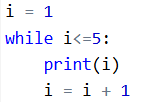 i = 1
while i<=5:
    print(i)
    i = i + 1